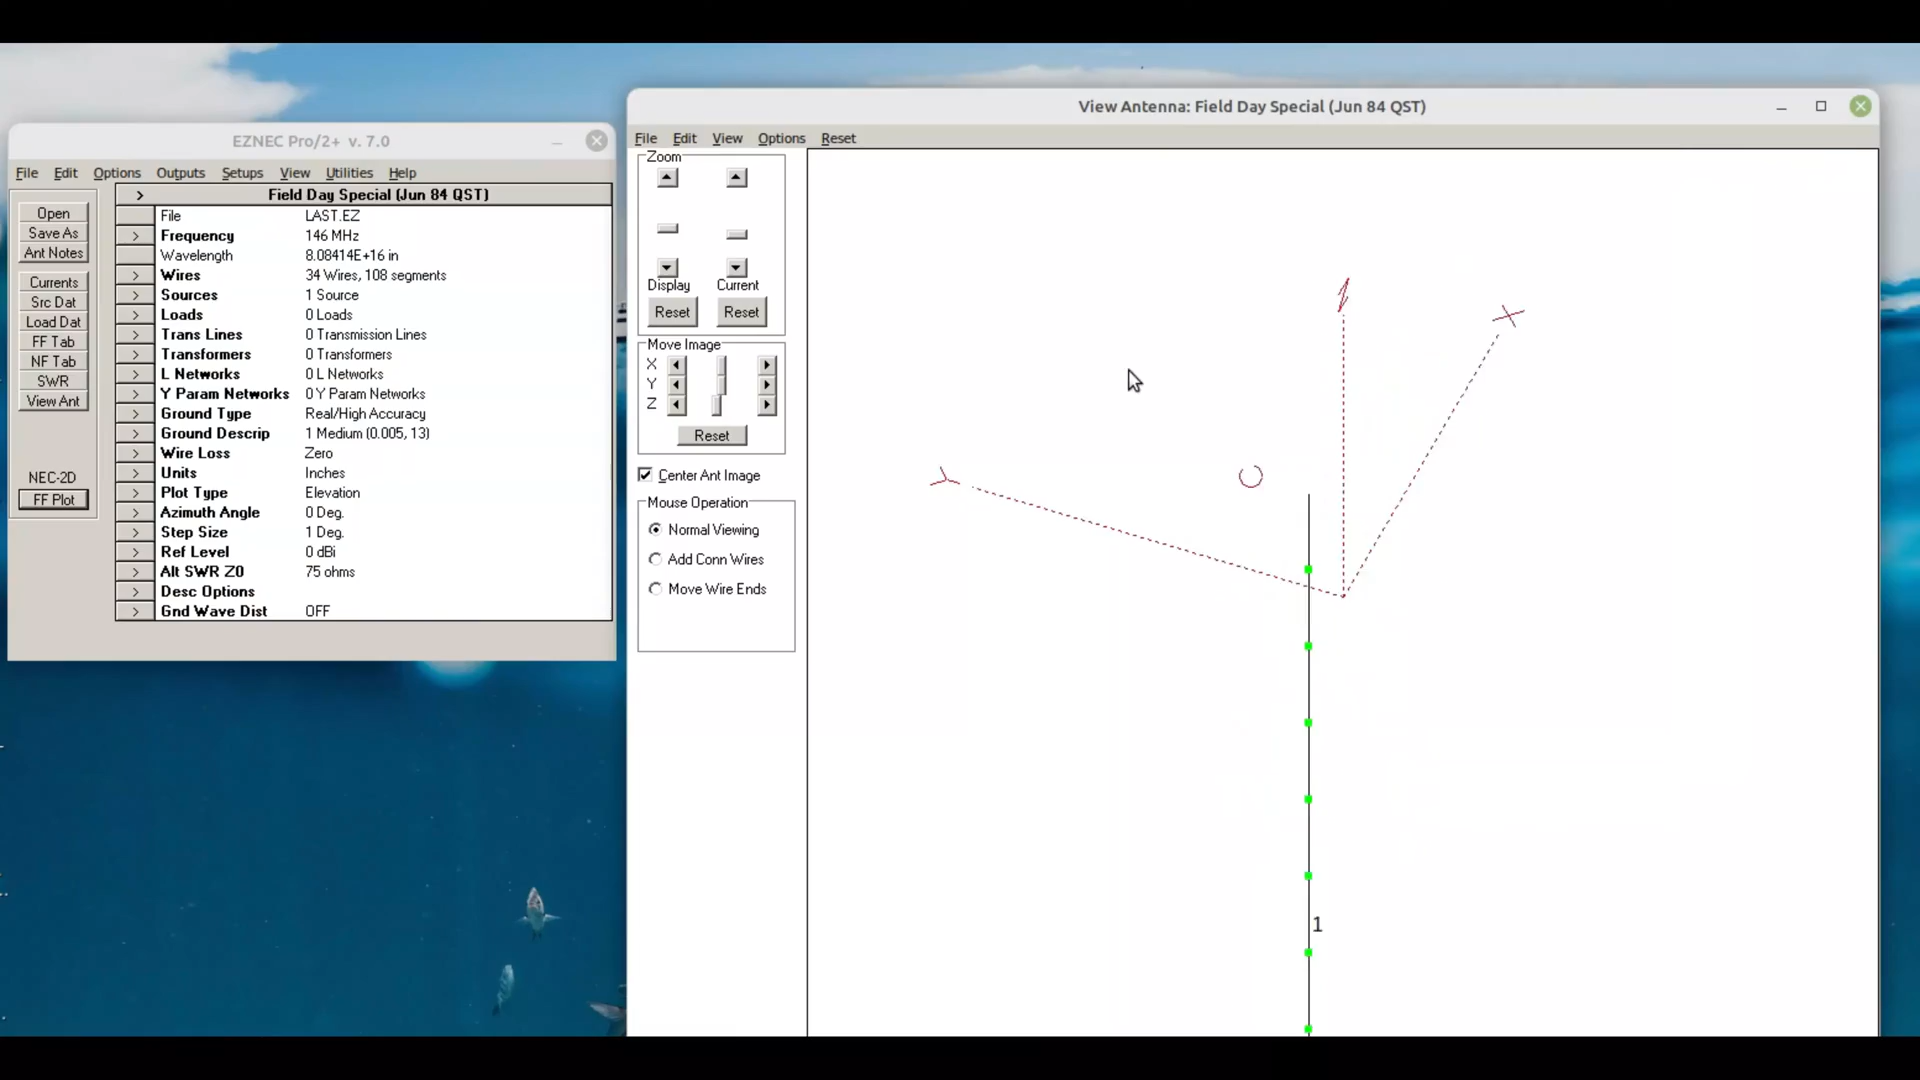 EZNEC Pro/2+ v. 7.0
File Edit Options Outputs Setups View Utilities Help
> Field Day Special (Jun 84 QST)
Open
Save As
Ant Notes
Currents
Src Dat
Load Dat
FF Tab
NF Tab
SWR
View Ant
NEC-2D
FF Plot
File LAST.EZ
> Frequency 146 MHz
Wavelength 8.08414E+16 in
> Wires 34 Wires, 108 segments
> Sources 1 Source
> Loads 0 Loads
> Trans Lines 0 Transmission Lines
> Transformers 0 Transformers
> L Networks 0 L Networks
> Y Param Networks 0 Y Param Networks
> Ground Type Real/High Accuracy
> Ground Descrip 1 Medium (0.005, 13)
> Wire Loss Zero
> Units Inches
> Plot Type Elevation
> Azimuth Angle 0 Deg.
> Step Size 1 Deg.
> Ref Level 0 dBi
> Alt SWR Z0 75 ohms
> Desc Options
> Gnd Wave Dist OFF
View Antenna: Field Day Special (Jun 84 QST)
File Edit View Options Reset
Zoom
Display Current
Reset Reset
Move Image
X
Y
Z
Reset
Center Ant Image
Mouse Operation
Normal Viewing
Add Conn Wires
Move Wire Ends
Z
X
Y
1